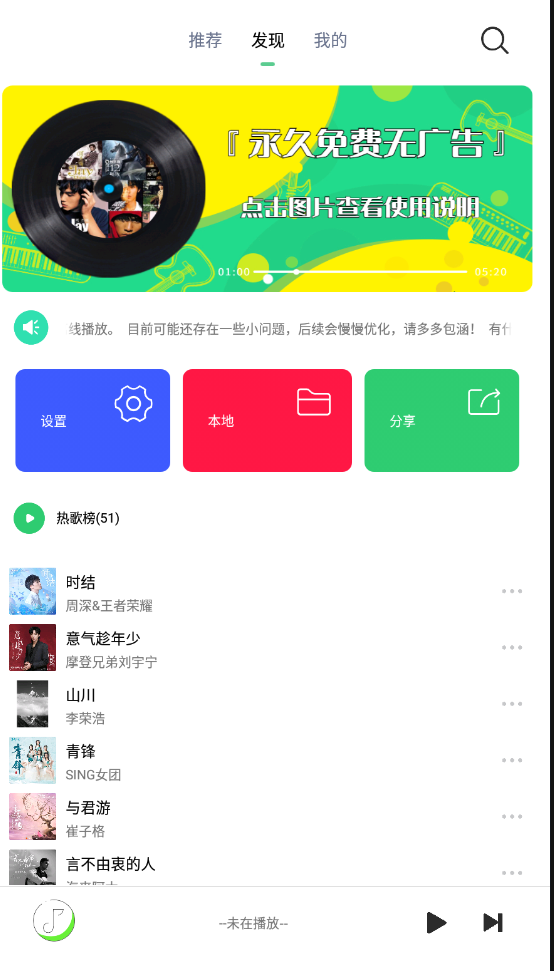 推荐 发现 我的
『 永久免费无广告 』
点击图片查看使用说明
01:00 05:20
线播放。 目前可能还存在一些小问题，后续会慢慢优化，请多多包涵！ 有什
设置 本地 分享
热歌榜(51)
时结
周深&王者荣耀
意气趁年少
摩登兄弟刘宇宁
山川
李荣浩
青锋
SING女团
与君游
崔子格
言不由衷的人
--未在播放--